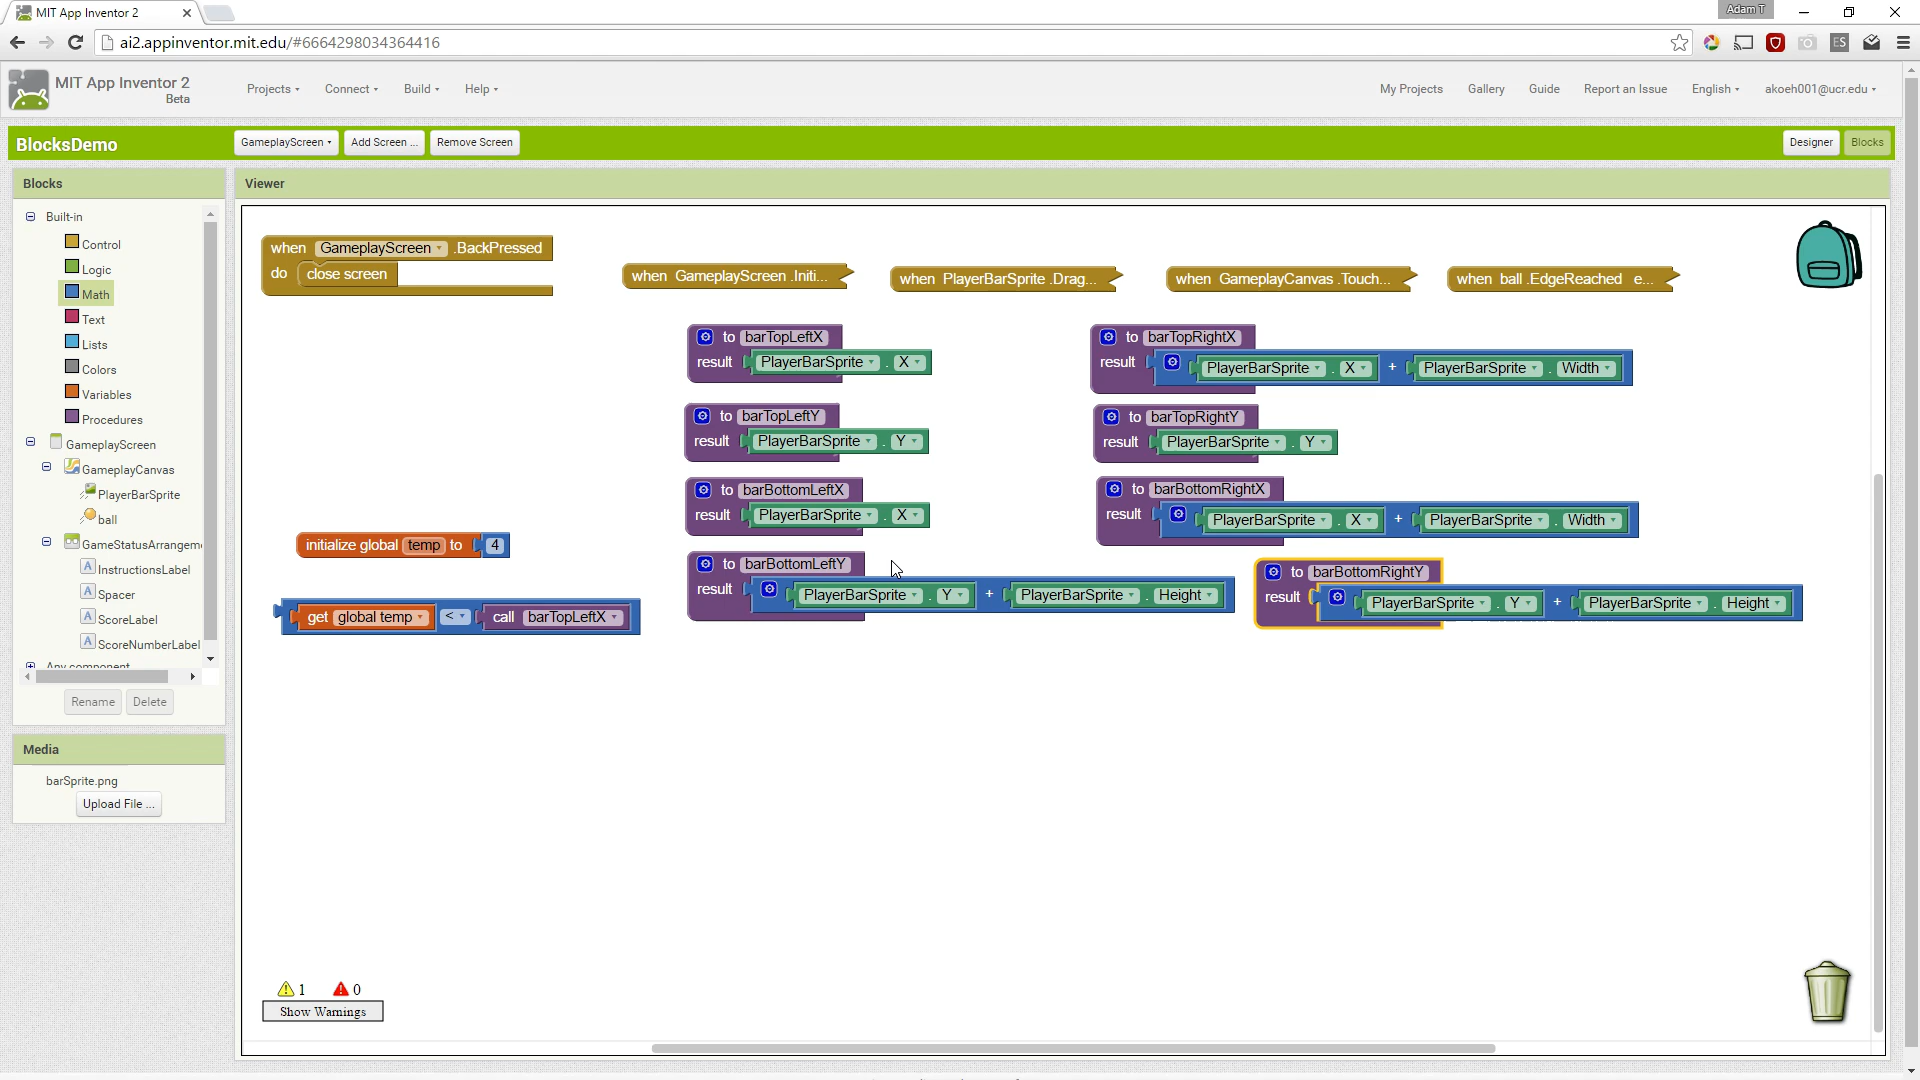 MIT App Inventor 2
Adam T
ai2.appinventor.mit.edu/#6664298034364416
ES
MIT App Inventor 2
Beta
Projects
Connect
Build
Help
My Projects
Gallery
Guide
Report an Issue
English
akoeh001@ucr.edu
BlocksDemo
GameplayScreen
Add Screen ...
Remove Screen
Designer
Blocks
Blocks
Built-in
Control
Logic
Math
Text
Lists
Colors
Variables
Procedures
GameplayScreen
GameplayCanvas
PlayerBarSprite
ball
GameStatusArrangem
A InstructionsLabel
A Spacer
A ScoreLabel
A ScoreNumberLabel
Any component
Rename
Delete
Media
barSprite.png
Upload File ...
Viewer
when GameplayScreen .BackPressed
do close screen
when GameplayScreen .Initi...
when PlayerBarSprite .Drag...
when GameplayCanvas .Touch...
when ball .EdgeReached e...
to barTopLeftX
result PlayerBarSprite . X
to barTopRightX
result PlayerBarSprite . X + PlayerBarSprite . Width
to barTopLeftY
result PlayerBarSprite . Y
to barTopRightY
result PlayerBarSprite . Y
to barBottomLeftX
result PlayerBarSprite . X
to barBottomRightX
result PlayerBarSprite . X + PlayerBarSprite . Width
initialize global temp to 4
to barBottomLeftY
result PlayerBarSprite . Y + PlayerBarSprite . Height
to barBottomRightY
result PlayerBarSprite . Y + PlayerBarSprite . Height
get global temp < call barTopLeftX
1
0
Show Warnings